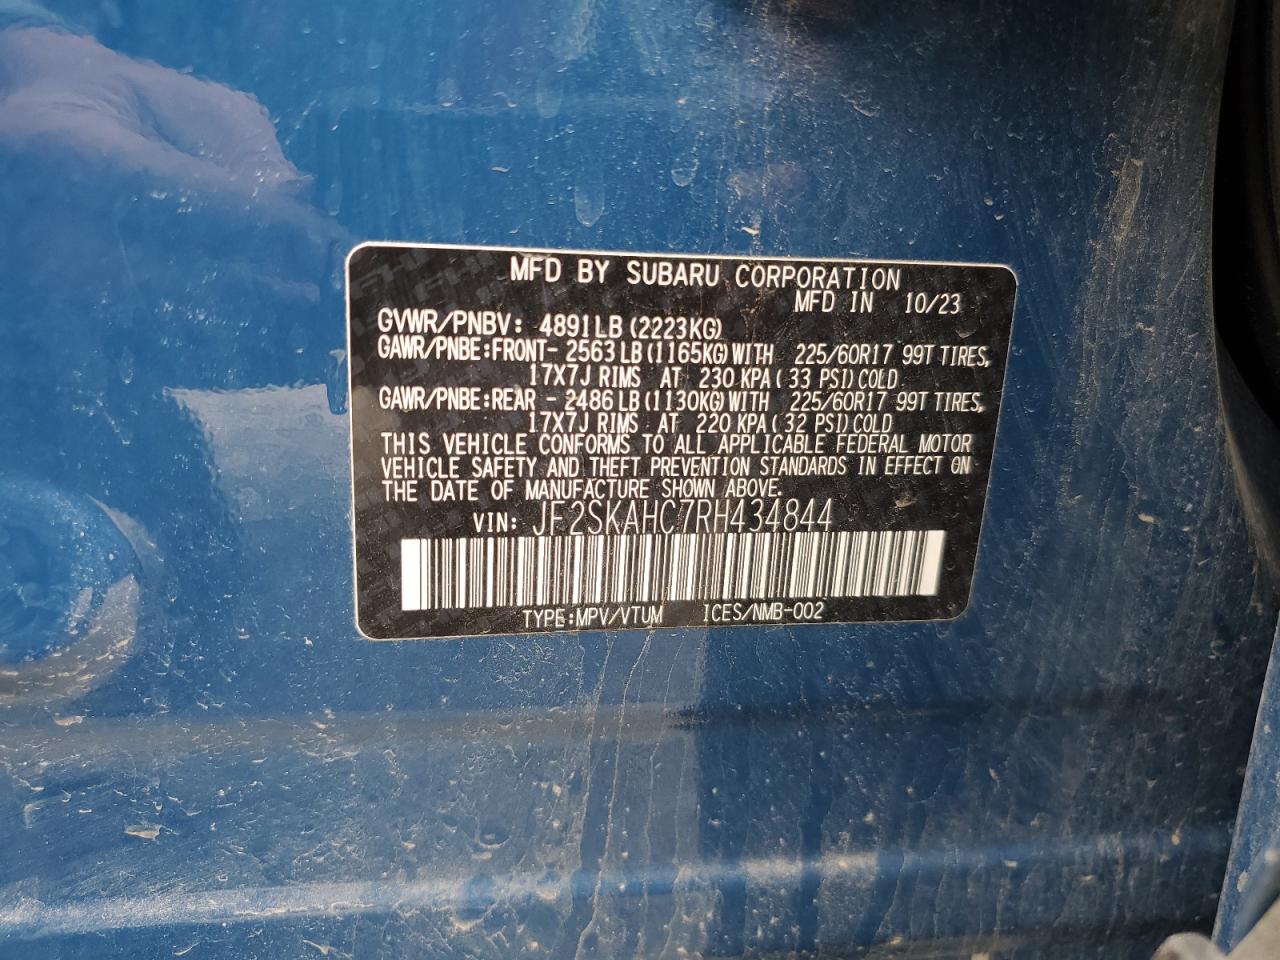 MFD BY SUBARU CORPORATION
MFD IN 10/23
GVWR/PNBV: 4891LB(2223KG)
GAWR/PNBE:FRONT- 2563LB(1165KG)WITH 225/60R17 99T TIRES,
17X7J RIMS AT 230 KPA(33 PSI)COLD
GAWR/PNBE:REAR - 2486LB(1130KG)WITH 225/60R17 99T TIRES,
17X7J RIMS AT 220 KPA(32 PSI)COLD
THIS VEHICLE CONFORMS TO ALL APPLICABLE FEDERAL MOTOR
VEHICLE SAFETY AND THEFT PREVENTION STANDARDS IN EFFECT ON
THE DATE OF MANUFACTURE SHOWN ABOVE.
VIN: JF2SKAHC7RH434844
TYPE:MPV/VTUM ICES/NMB-002